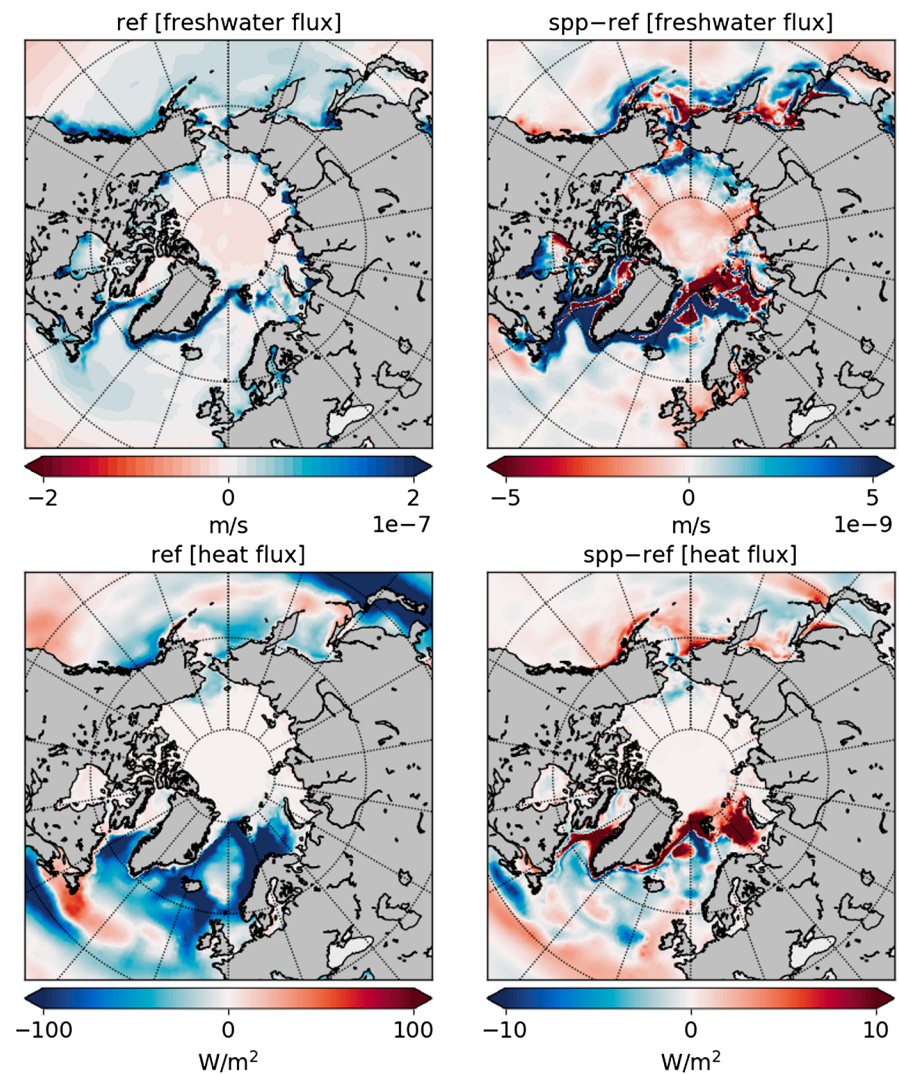 ref [freshwater flux]
spp−ref [freshwater flux]
−2 0 2
m/s 1e−7
−5 0 5
m/s 1e−9
ref [heat flux]
spp−ref [heat flux]
−100 0 100
W/m²
−10 0 10
W/m²